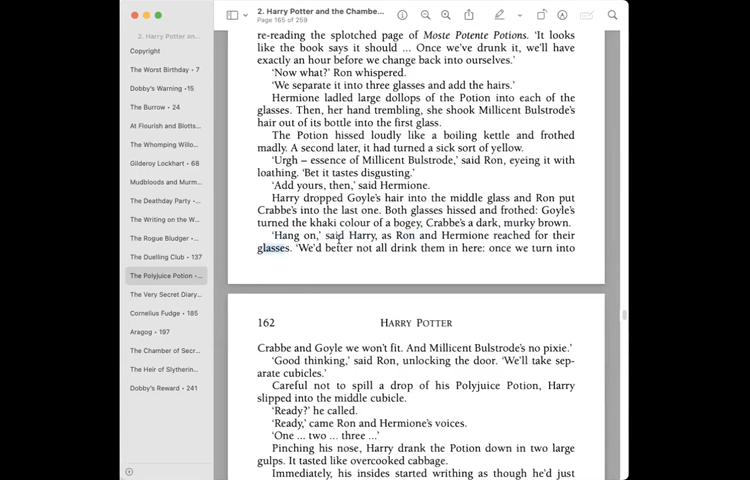 2. Harry Potter and the Chambe...
Page 165 of 259
2. Harry Potter an...
Copyright
The Worst Birthday • 7
Dobby's Warning •15
The Burrow • 24
At Flourish and Blotts...
The Whomping Willo...
Gilderoy Lockhart • 68
Mudbloods and Murm...
The Deathday Party •...
The Writing on the W...
The Rogue Bludger •...
The Duelling Club • 137
The Polyjuice Potion •...
The Very Secret Diary...
Cornelius Fudge • 185
Aragog • 197
The Chamber of Secr...
The Heir of Slytherin...
Dobby's Reward • 241
re-reading the splotched page of Moste Potente Potions. ‘It looks
like the book says it should ... Once we’ve drunk it, we’ll have
exactly an hour before we change back into ourselves.’
‘Now what?’ Ron whispered.
‘We separate it into three glasses and add the hairs.’
Hermione ladled large dollops of the Potion into each of the
glasses. Then, her hand trembling, she shook Millicent Bulstrode’s
hair out of its bottle into the first glass.
The Potion hissed loudly like a boiling kettle and frothed
madly. A second later, it had turned a sick sort of yellow.
‘Urgh – essence of Millicent Bulstrode,’ said Ron, eyeing it with
loathing. ‘Bet it tastes disgusting.’
‘Add yours, then,’ said Hermione.
Harry dropped Goyle’s hair into the middle glass and Ron put
Crabbe’s into the last one. Both glasses hissed and frothed: Goyle’s
turned the khaki colour of a bogey, Crabbe’s a dark, murky brown.
‘Hang on,’ said Harry, as Ron and Hermione reached for their
glasses. ‘We’d better not all drink them in here: once we turn into
162 HARRY POTTER
Crabbe and Goyle we won’t fit. And Millicent Bulstrode’s no pixie.’
‘Good thinking,’ said Ron, unlocking the door. ‘We’ll take sep-
arate cubicles.’
Careful not to spill a drop of his Polyjuice Potion, Harry
slipped into the middle cubicle.
‘Ready?’ he called.
‘Ready,’ came Ron and Hermione’s voices.
‘One ... two ... three ...’
Pinching his nose, Harry drank the Potion down in two large
gulps. It tasted like overcooked cabbage.
Immediately, his insides started writhing as though he’d just